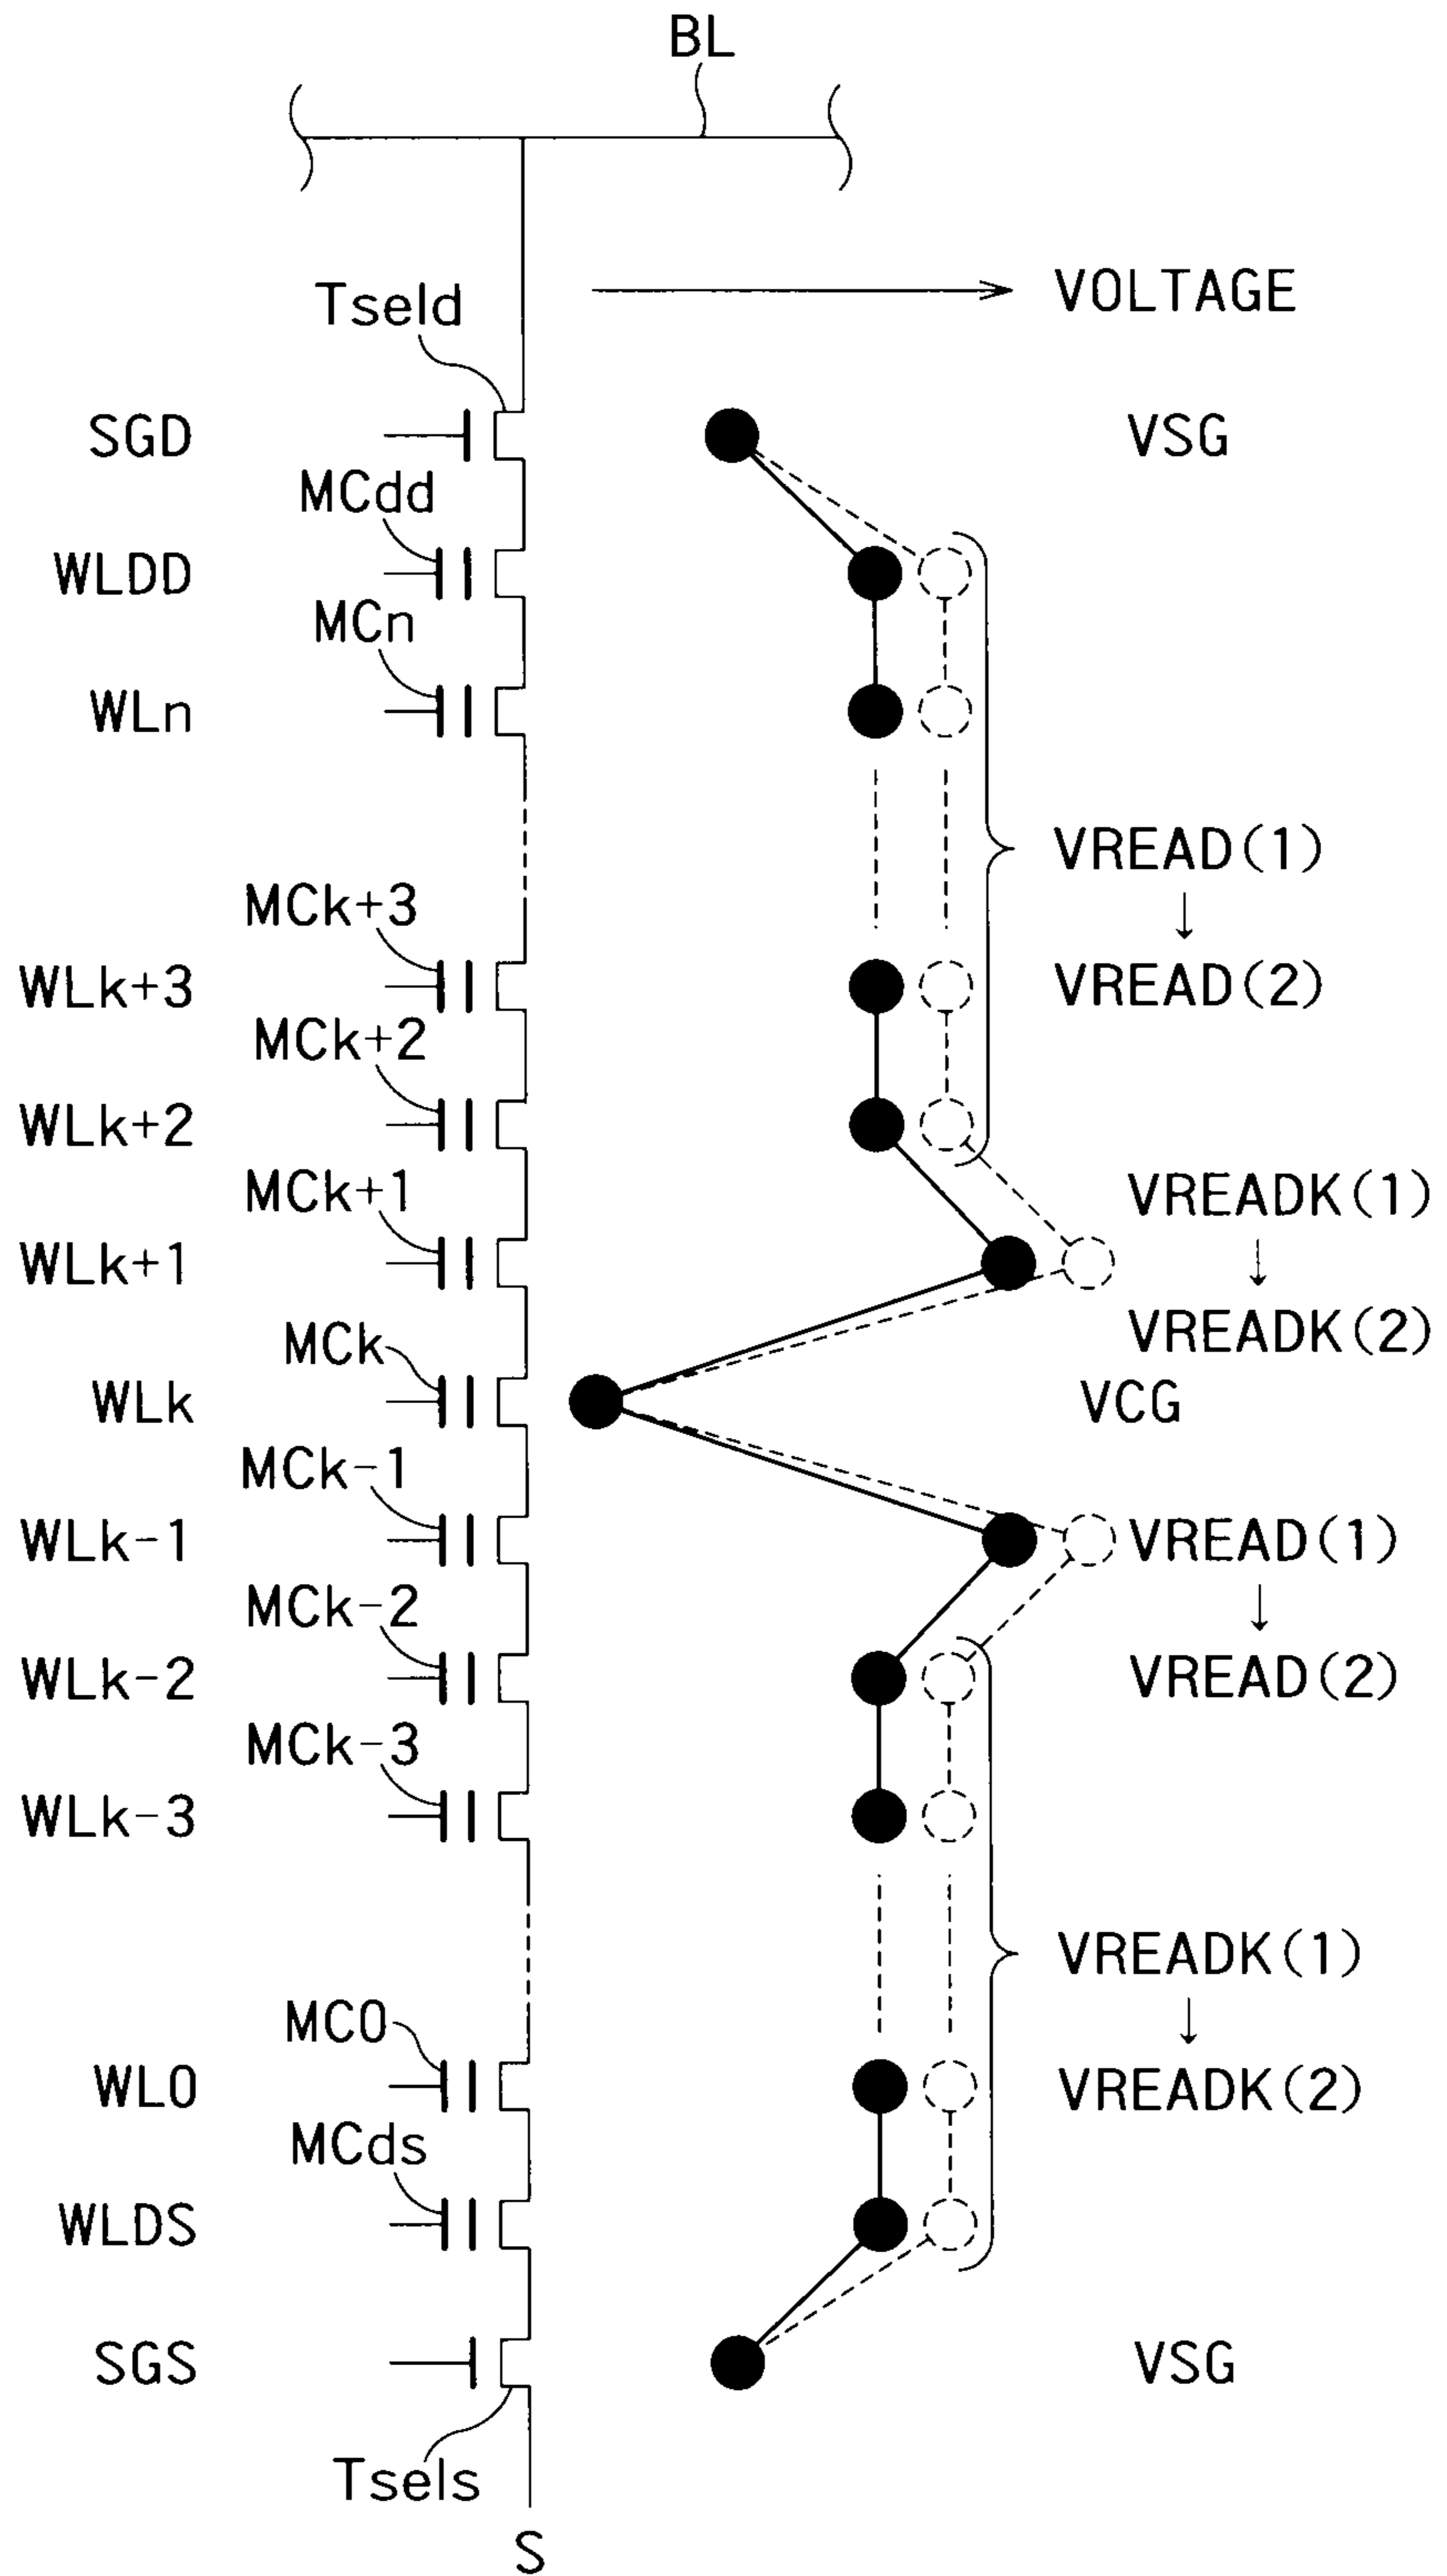 BL
VOLTAGE
Tseld
SGD VSG
MCdd
WLDD
MCn
WLn
VREAD(1)
↓
MCk+3
WLk+3 VREAD(2)
MCk+2
WLk+2
MCk+1 VREADK(1)
↓
WLk+1
MCk VREADK(2)
WLk VCG
MCk-1
WLk-1 VREAD(1)
↓
MCk-2
WLk-2 VREAD(2)
MCk-3
WLk-3
VREADK(1)
↓
MC0
WL0 VREADK(2)
MCds
WLDS
SGS VSG
Tsels
S